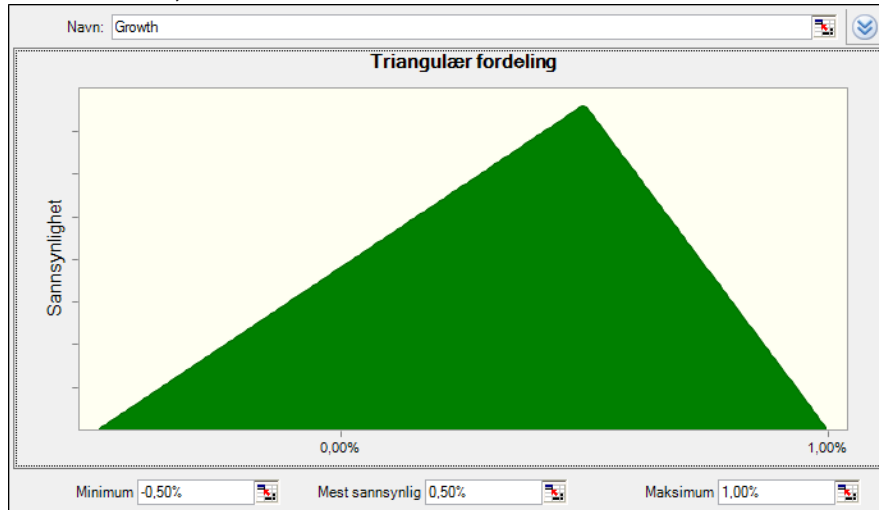 Navn: Growth
Triangulær fordeling
Sannsynlighet
0,00% 1,00%
Minimum -0,50% Mest sannsynlig 0,50% Maksimum 1,00%